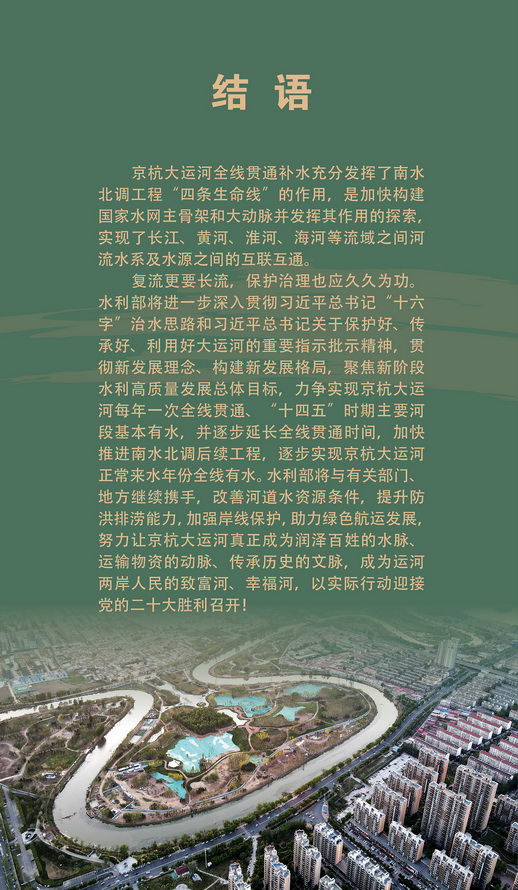 结 语
京杭大运河全线贯通补水充分发挥了南水
北调工程“四条生命线”的作用，是加快构建
国家水网主骨架和大动脉并发挥其作用的探索，
实现了长江、黄河、淮河、海河等流域之间河
流水系及水源之间的互联互通。
复流更要长流，保护治理也应久久为功。
水利部将进一步深入贯彻习近平总书记“十六
字”治水思路和习近平总书记关于保护好、传
承好、利用好大运河的重要指示批示精神，贯
彻新发展理念、构建新发展格局，聚焦新阶段
水利高质量发展总体目标，力争实现京杭大运
河每年一次全线贯通、“十四五”时期主要河
段基本有水，并逐步延长全线贯通时间，加快
推进南水北调后续工程，逐步实现京杭大运河
正常来水年份全线有水。水利部将与有关部门、
地方继续携手，改善河道水资源条件，提升防
洪排涝能力，加强岸线保护，助力绿色航运发展，
努力让京杭大运河真正成为润泽百姓的水脉、
运输物资的动脉、传承历史的文脉，成为运河
两岸人民的致富河、幸福河，以实际行动迎接
党的二十大胜利召开！